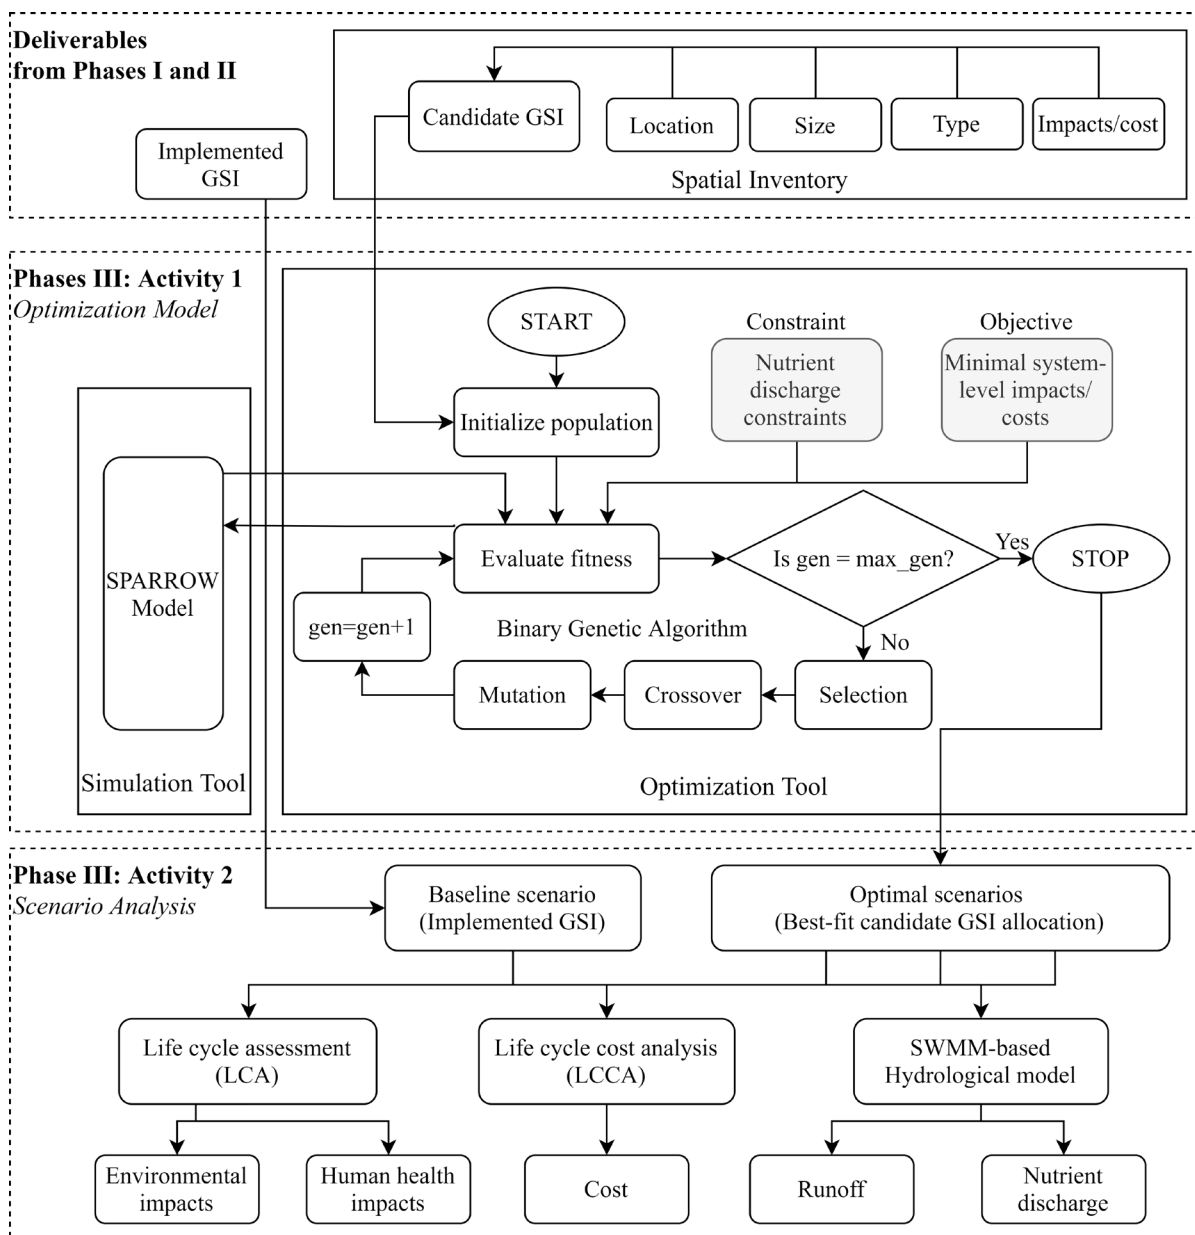 Deliverables
from Phases I and II
Candidate GSI
Location
Size
Type
Impacts/cost
Implemented
GSI
Spatial Inventory
Phases III: Activity 1
Optimization Model
START
Constraint
Objective
Nutrient
discharge
constraints
Minimal system-
level impacts/
costs
Initialize population
SPARROW
Model
Evaluate fitness
Is gen = max_gen?
Yes
STOP
gen=gen+1
Binary Genetic Algorithm
No
Mutation
Crossover
Selection
Simulation Tool
Optimization Tool
Phase III: Activity 2
Scenario Analysis
Baseline scenario
(Implemented GSI)
Optimal scenarios
(Best-fit candidate GSI allocation)
Life cycle assessment
(LCA)
Life cycle cost analysis
(LCCA)
SWMM-based
Hydrological model
Environmental
impacts
Human health
impacts
Cost
Runoff
Nutrient
discharge